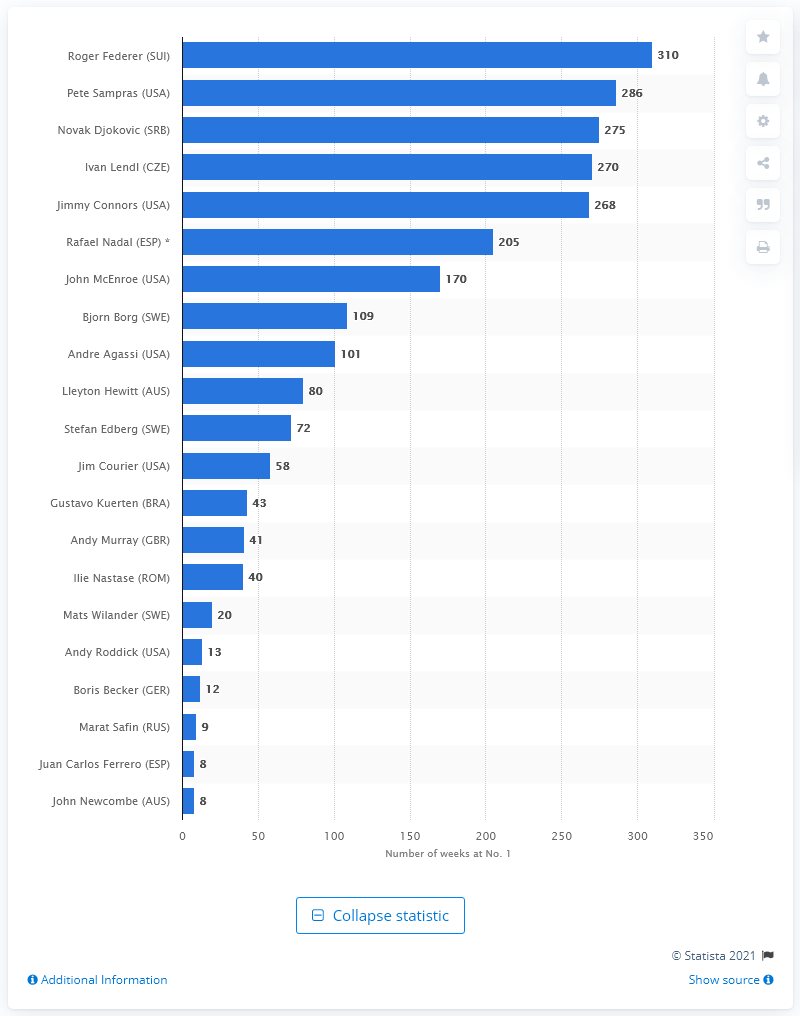 Roger Federer (SUI) 310
Pete Sampras (USA) 286
Novak Djokovic (SRB) 275
Ivan Lendl (CZE) 270
Jimmy Connors (USA) 268
Rafael Nadal (ESP) * 205
John McEnroe (USA) 170
Bjorn Borg (SWE) 109
Andre Agassi (USA) 101
Lleyton Hewitt (AUS) 80
Stefan Edberg (SWE) 72
Jim Courier (USA) 58
Gustavo Kuerten (BRA) 43
Andy Murray (GBR) 41
Ilie Nastase (ROM) 40
Mats Wilander (SWE) 20
Andy Roddick (USA) 13
Boris Becker (GER) 12
Marat Safin (RUS) 9
Juan Carlos Ferrero (ESP) 8
John Newcombe (AUS) 8
0 50 100 150 200 250 300 350
Number of weeks at No. 1
Collapse statistic
© Statista 2021
Additional Information Show source